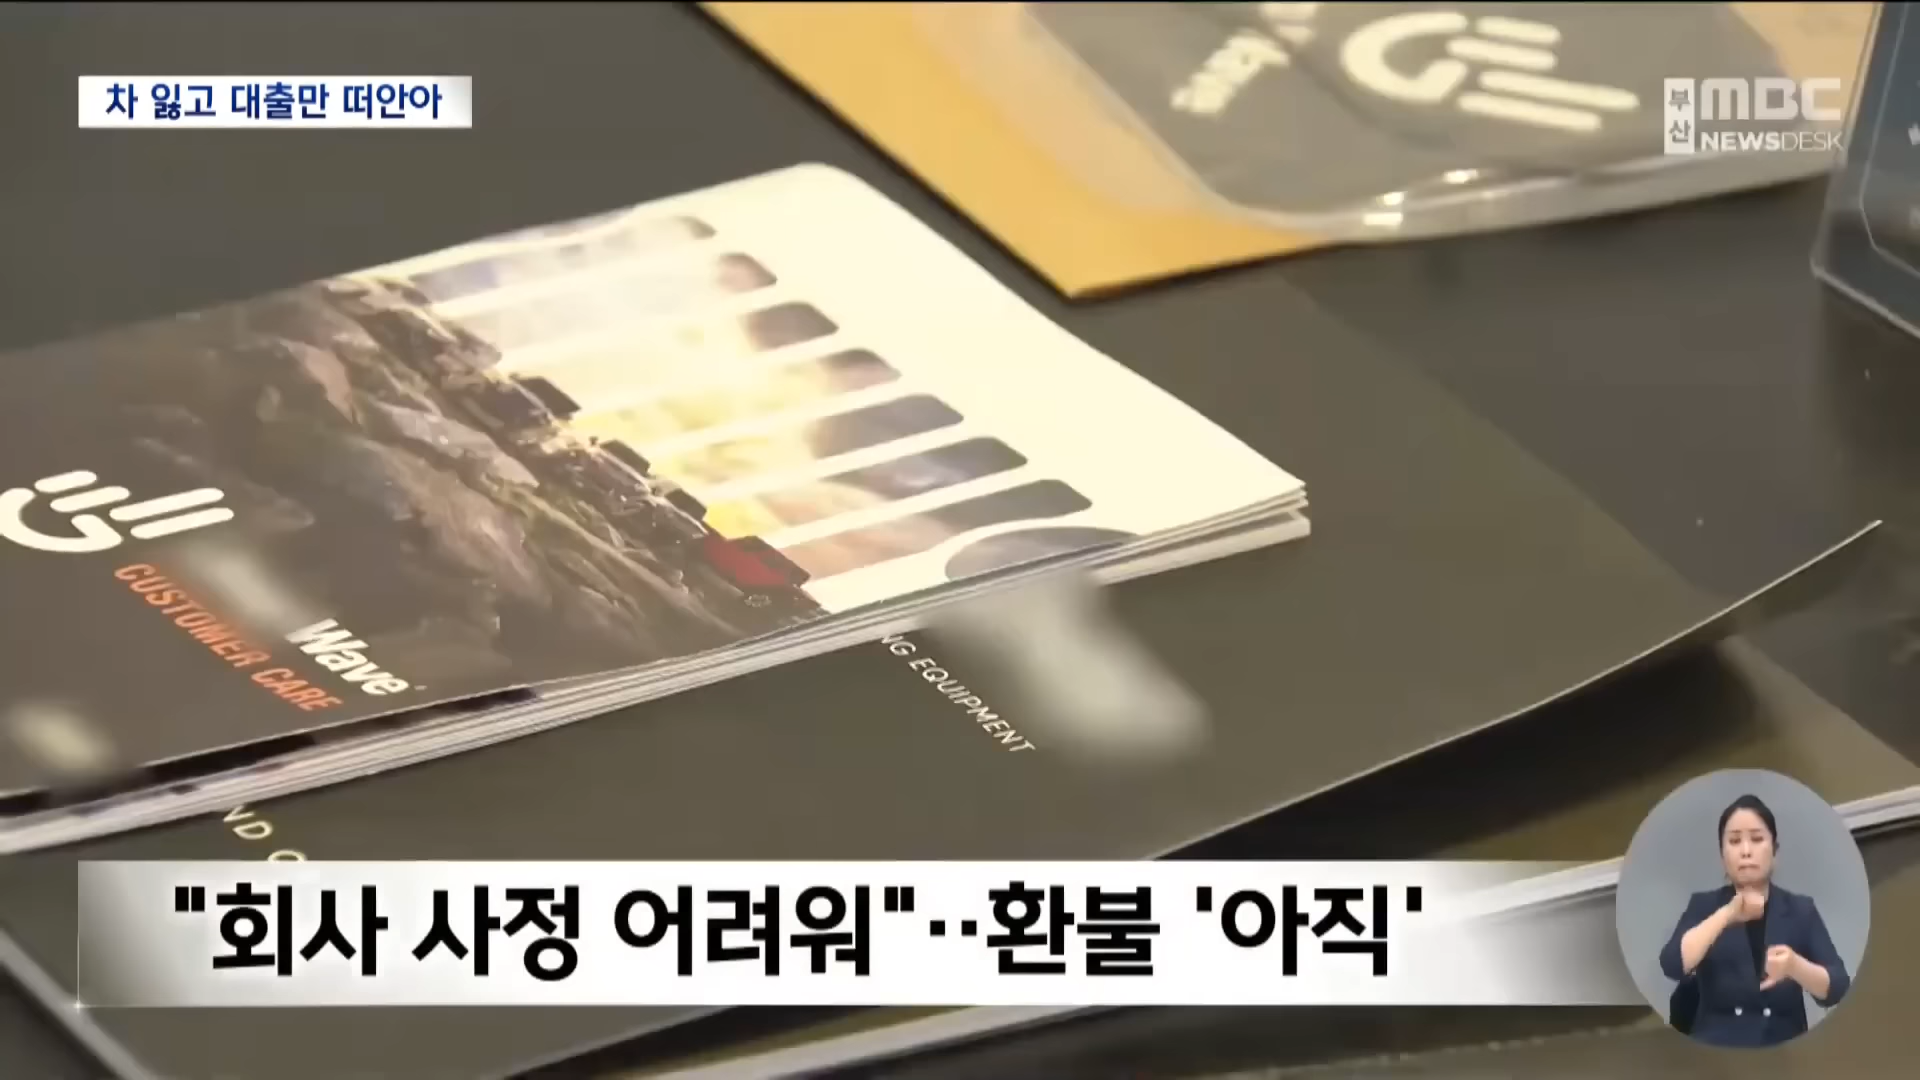 차 잃고 대출만 떠안아
부산 MBC
NEWSDESK
Wave
CUSTOMER CARE
NG EQUIPMENT
ND
"회사 사정 어려워"··환불 '아직'